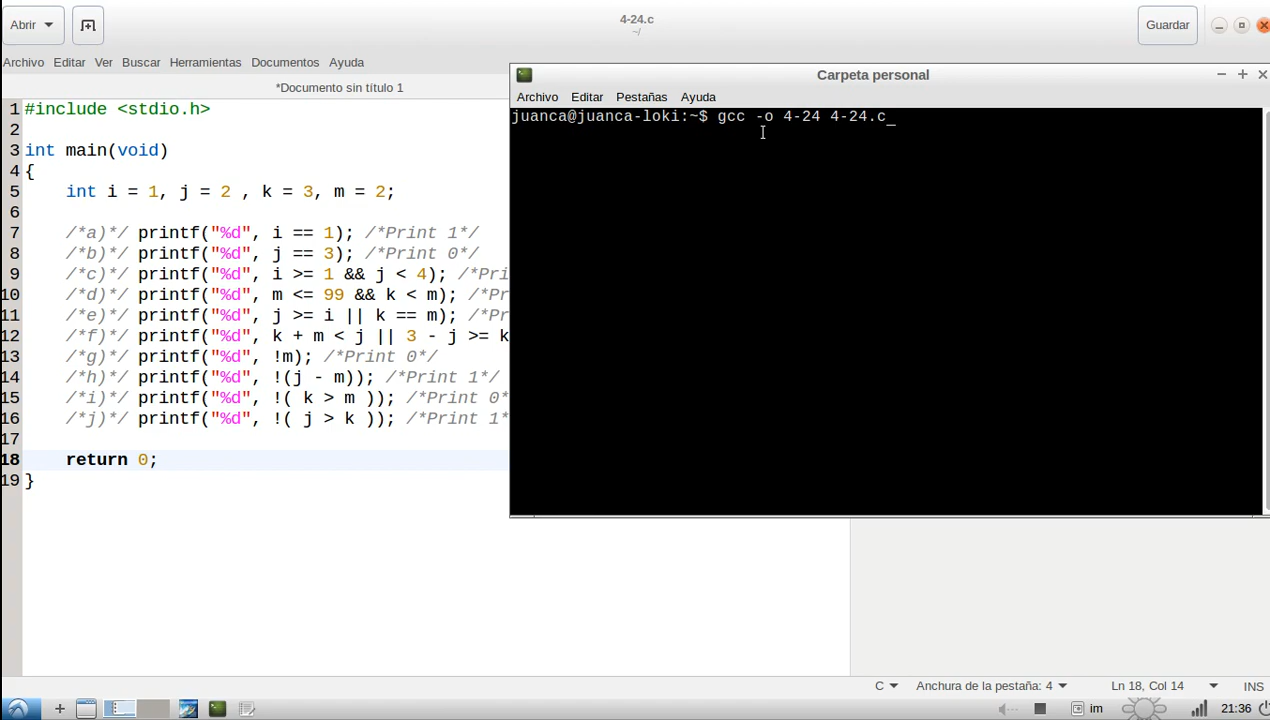 Abrir
4-24.c
~/
Guardar
Archivo Editar Ver Buscar Herramientas Documentos Ayuda
*Documento sin título 1
1 #include <stdio.h>
2
3 int main(void)
4 {
5     int i = 1, j = 2 , k = 3, m = 2;
6
7     /*a)*/ printf("%d", i == 1); /*Print 1*/
8     /*b)*/ printf("%d", j == 3); /*Print 0*/
9     /*c)*/ printf("%d", i >= 1 && j < 4); /*Pri
10     /*d)*/ printf("%d", m <= 99 && k < m); /*Pr
11     /*e)*/ printf("%d", j >= i || k == m); /*Pr
12     /*f)*/ printf("%d", k + m < j || 3 - j >= k
13     /*g)*/ printf("%d", !m); /*Print 0*/
14     /*h)*/ printf("%d", !(j - m)); /*Print 1*/
15     /*i)*/ printf("%d", !( k > m )); /*Print 0*
16     /*j)*/ printf("%d", !( j > k )); /*Print 1*
17
18     return 0;
19 }
Carpeta personal
Archivo Editar Pestañas Ayuda
juanca@juanca-loki:~$ gcc -o 4-24 4-24.c_
C Anchura de la pestaña: 4 Ln 18, Col 14 INS
im 21:36